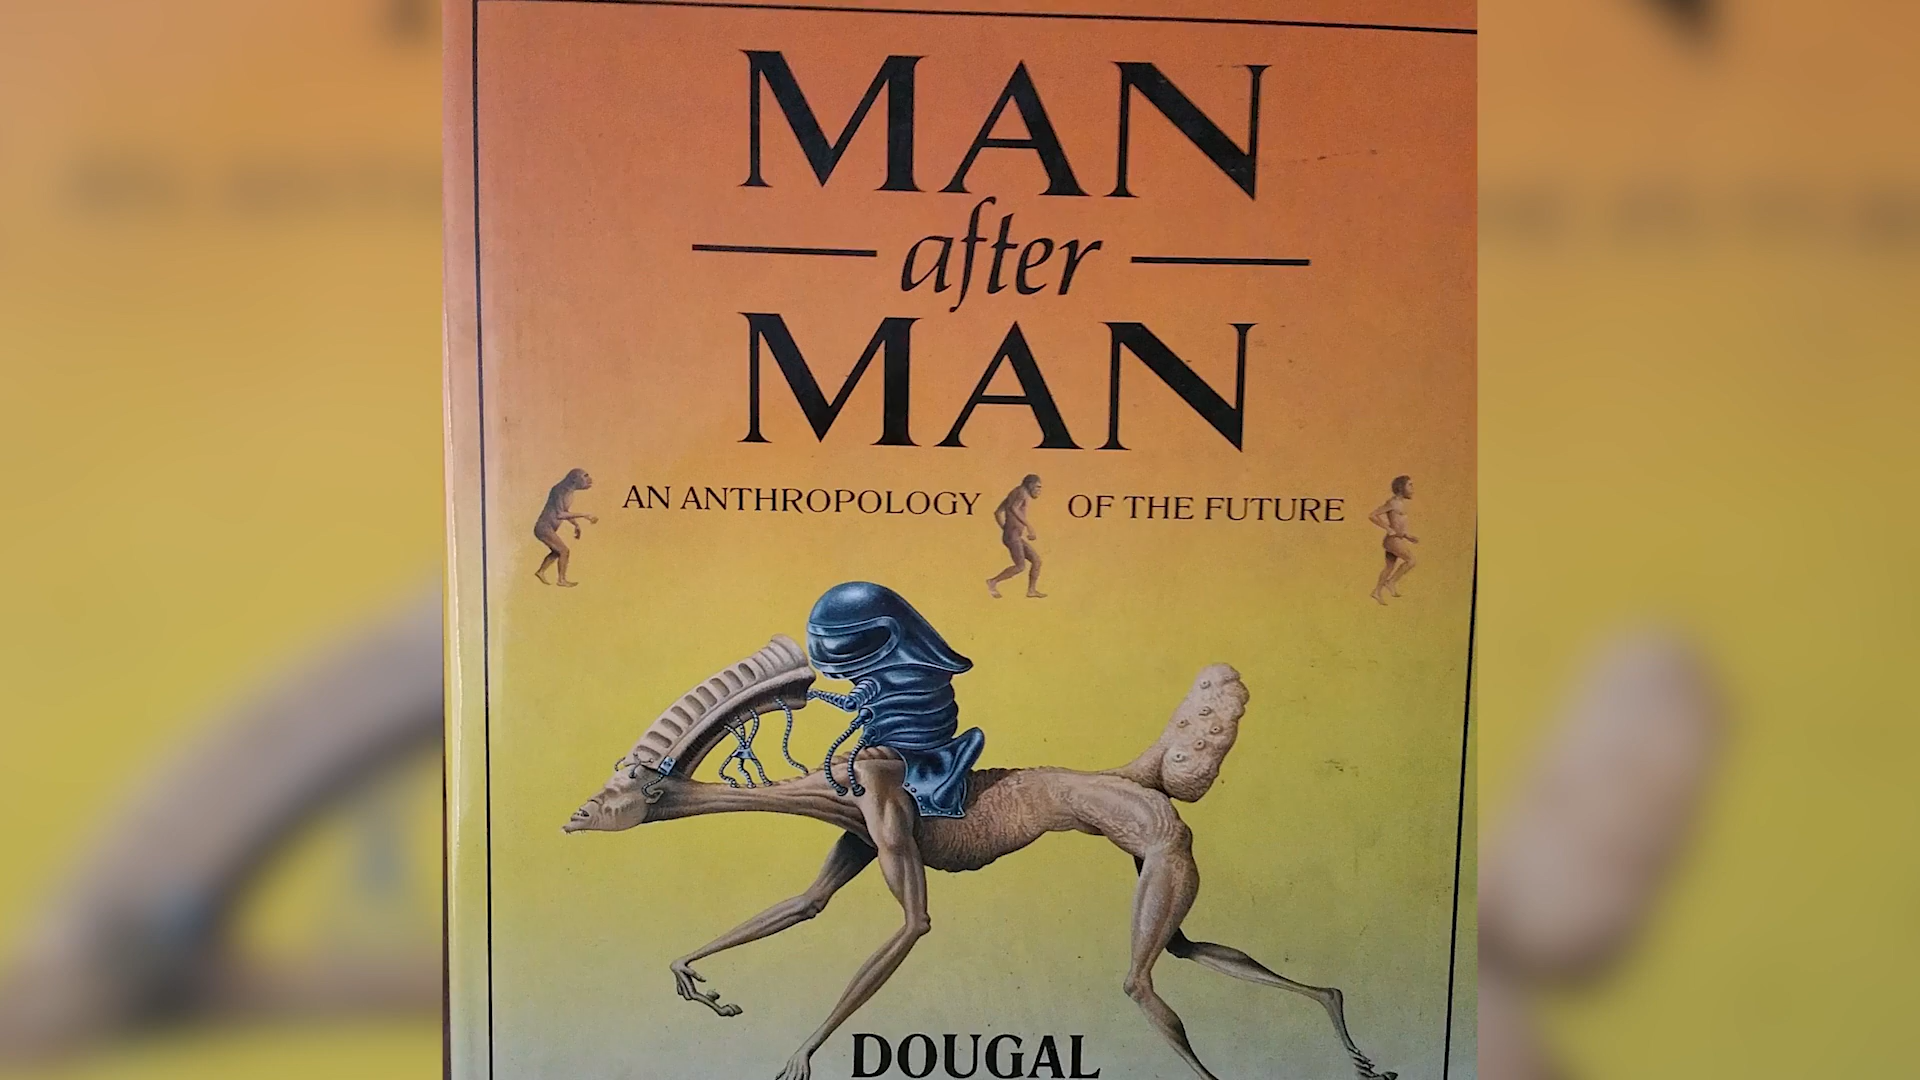 MAN
after
MAN
AN ANTHROPOLOGY OF THE FUTURE
DOUGAL